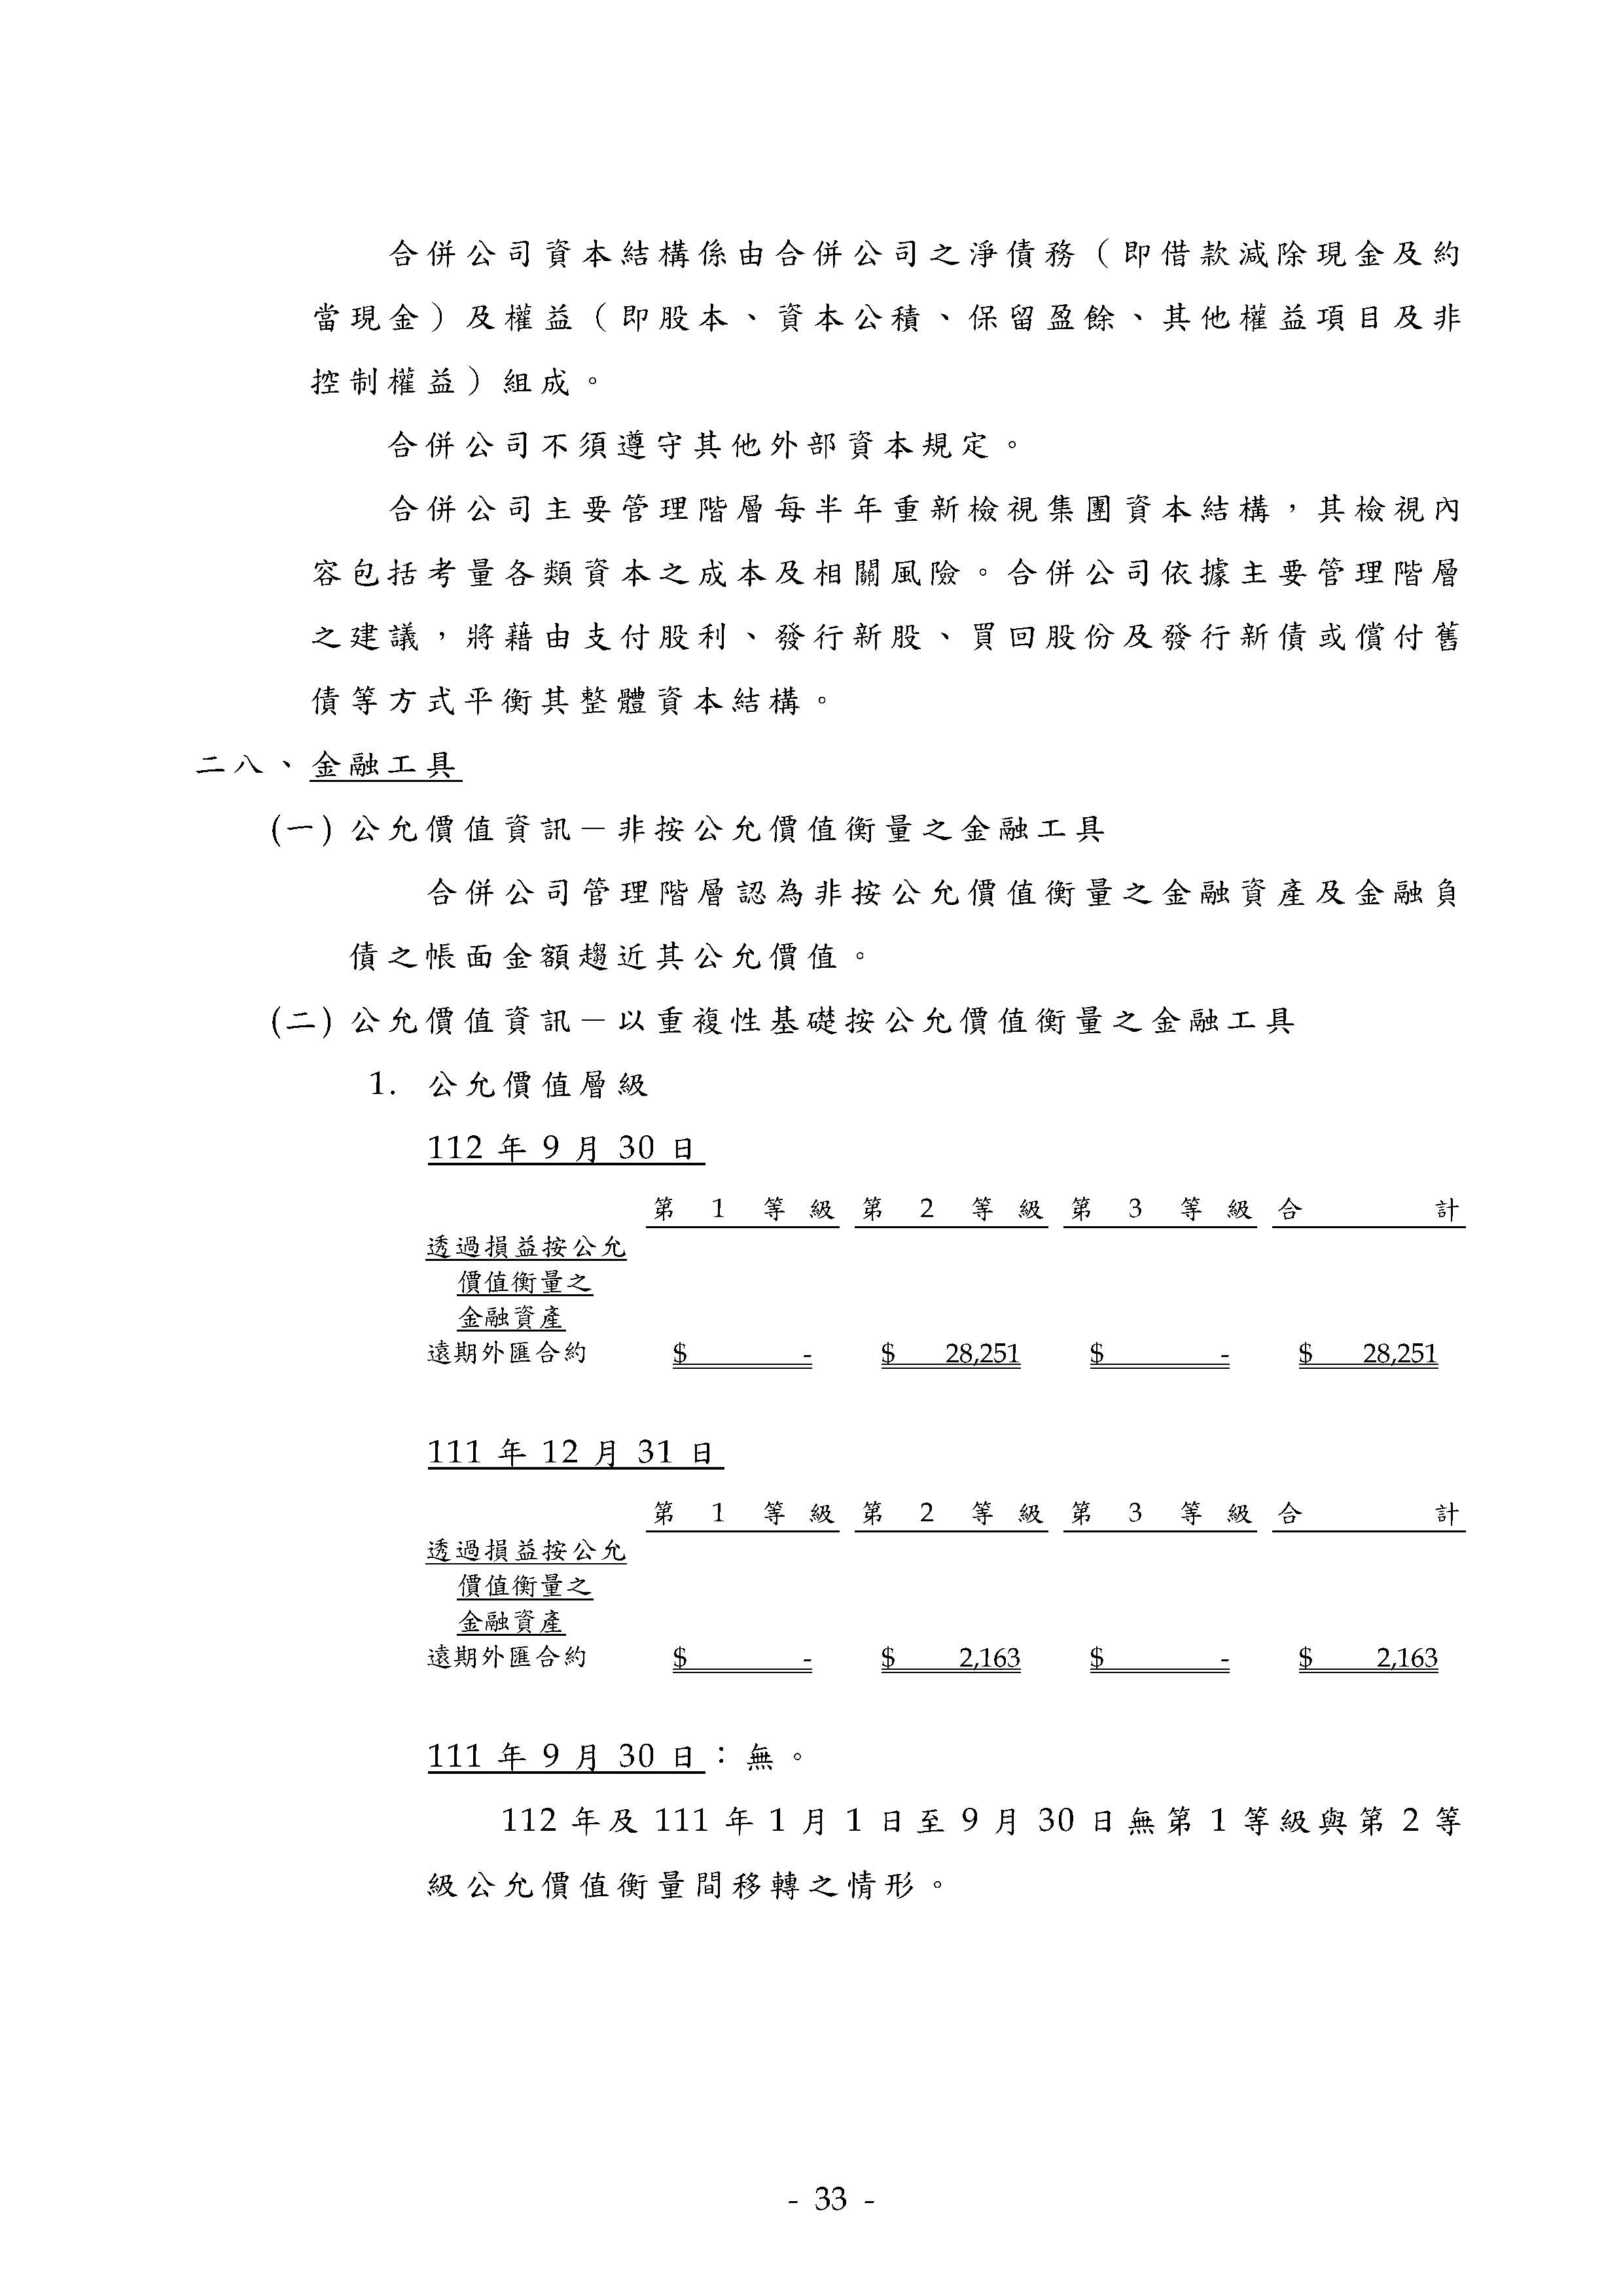 合併公司資本結構係由合併公司之淨債務（即借款減除現金及約
當現金）及權益（即股本、資本公積、保留盈餘、其他權益項目及非
控制權益）組成。
合併公司不須遵守其他外部資本規定。
合併公司主要管理階層每半年重新檢視集團資本結構，其檢視內
容包括考量各類資本之成本及相關風險。合併公司依據主要管理階層
之建議，將藉由支付股利、發行新股、買回股份及發行新債或償付舊
債等方式平衡其整體資本結構。
二八、金融工具
(一) 公允價值資訊－非按公允價值衡量之金融工具
合併公司管理階層認為非按公允價值衡量之金融資產及金融負
債之帳面金額趨近其公允價值。
(二) 公允價值資訊－以重複性基礎按公允價值衡量之金融工具
1. 公允價值層級
112 年 9 月 30 日
第 1 等級 第 2 等級 第 3 等級 合計
透過損益按公允
價值衡量之
金融資產
遠期外匯合約 $ - $ 28,251 $ - $ 28,251
111 年 12 月 31 日
第 1 等級 第 2 等級 第 3 等級 合計
透過損益按公允
價值衡量之
金融資產
遠期外匯合約 $ - $ 2,163 $ - $ 2,163
111 年 9 月 30 日：無。
112 年及 111 年 1 月 1 日至 9 月 30 日無第 1 等級與第 2 等
級公允價值衡量間移轉之情形。
- 33 -